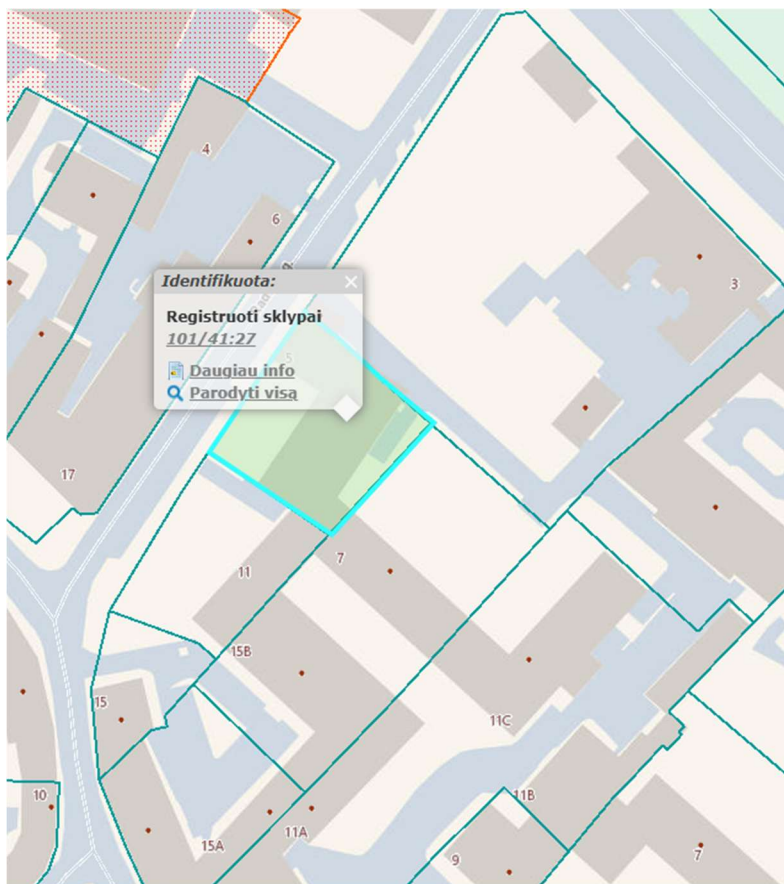 4
6
3
Identifikuota:
Registruoti sklypai
101/41:27
5
Daugiau info
Parodyti visą
17
11
7
15B
15
11C
10
11B
15A
11A
9
7